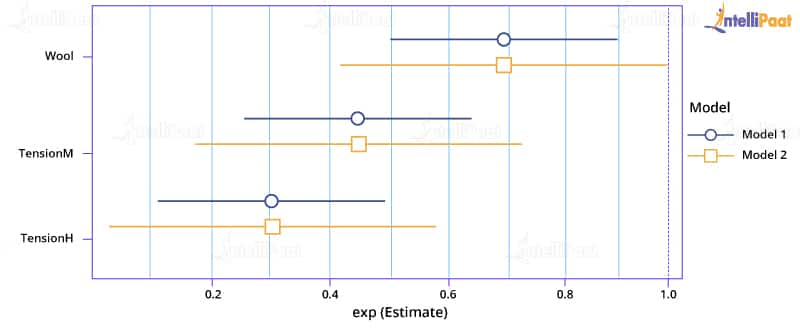 IntelliPaat
Wool
TensionM
TensionH
0.2 0.4 0.6 0.8 1.0
exp (Estimate)
Model
Model 1
Model 2